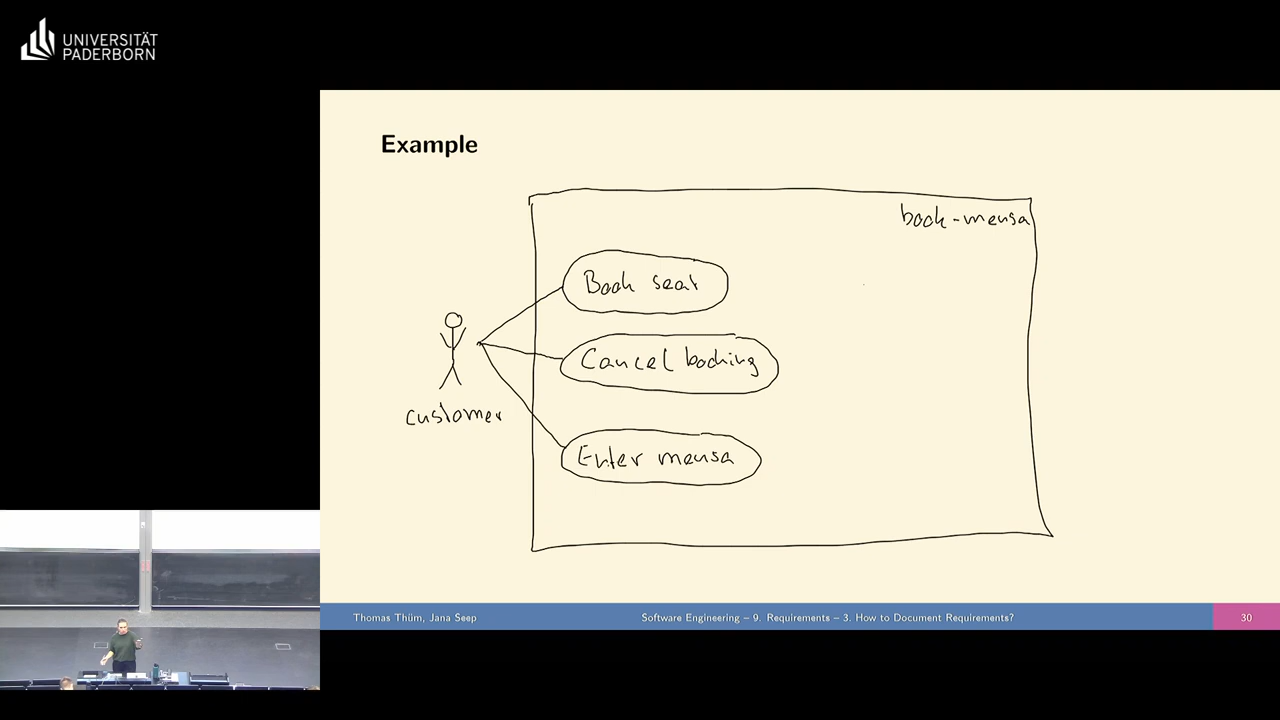 UNIVERSITÄT
PADERBORN
Example
book-mensa
Book seat
Cancel booking
customer
Enter mensa
Thomas Thüm, Jana Seep
Software Engineering – 9. Requirements – 3. How to Document Requirements?
30